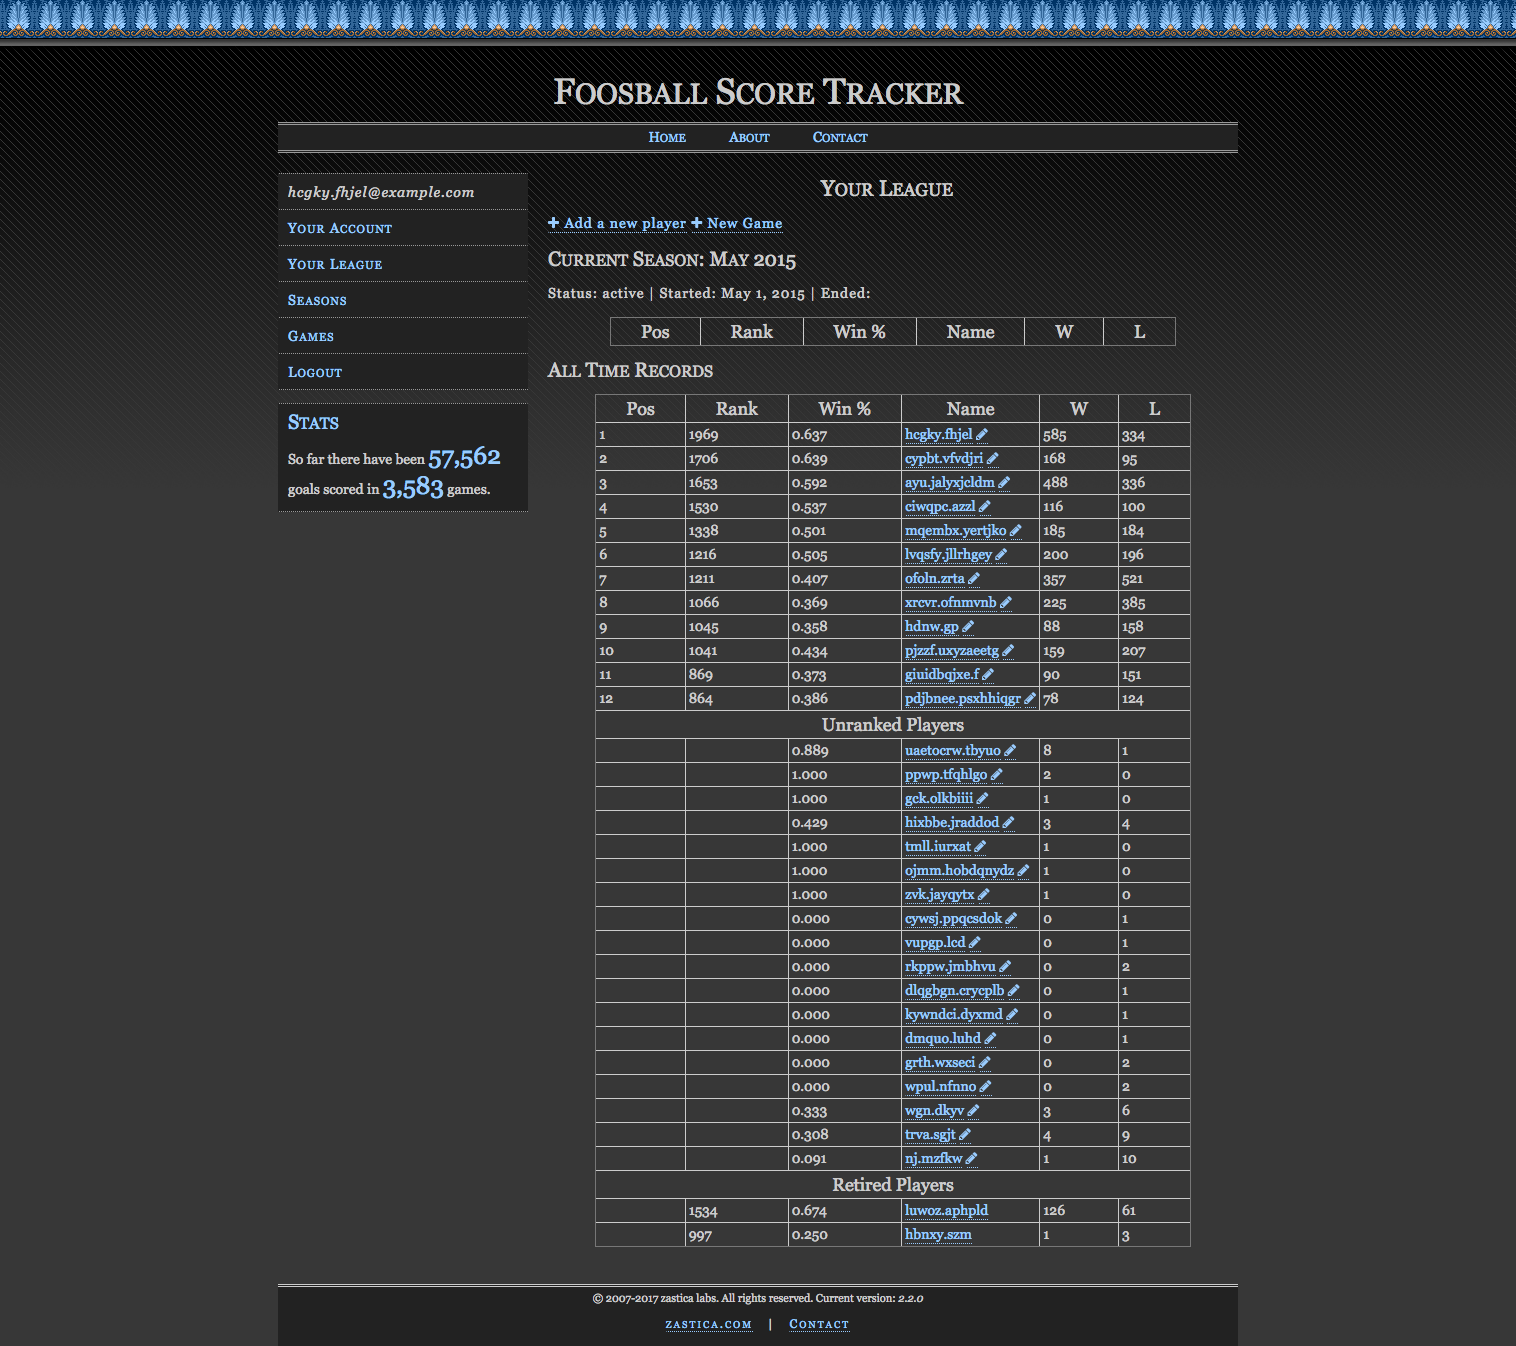 Foosball Score Tracker
Home About Contact
hcgky.fhjel@example.com
Your Account
Your League
Seasons
Games
Logout
Stats
So far there have been 57,562
goals scored in 3,583 games.
Your League
Add a new player New Game
Current Season: May 2015
Status: active | Started: May 1, 2015 | Ended:
Pos Rank Win % Name W L
All Time Records
Pos Rank Win % Name W L
1 1969 0.637 hcgky.fhjel 585 334
2 1706 0.639 cypbt.vfvdjri 168 95
3 1653 0.592 ayu.jalyxjcldm 488 336
4 1530 0.537 ciwqpc.azzl 116 100
5 1338 0.501 mqembx.yertjko 185 184
6 1216 0.505 lvqsfy.jllrhgey 200 196
7 1211 0.407 ofoln.zrta 357 521
8 1066 0.369 xrcvr.ofnmvnb 225 385
9 1045 0.358 hdnw.gp 88 158
10 1041 0.434 pjzzf.uxyzaeetg 159 207
11 869 0.373 giuidbqjxe.f 90 151
12 864 0.386 pdjbnee.psxhhiqgr 78 124
Unranked Players
0.889 uaetocrw.tbyuo 8 1
1.000 ppwp.tfqhlgo 2 0
1.000 gck.olkbiiii 1 0
0.429 hixbbe.jraddod 3 4
1.000 tmll.iurxat 1 0
1.000 ojmm.hobdqnydz 1 0
1.000 zvk.jayqytx 1 0
0.000 cywsj.ppqcsdok 0 1
0.000 vupgp.lcd 0 1
0.000 rkppw.jmbhvu 0 2
0.000 dlqgbgn.crycplb 0 1
0.000 kywndci.dyxmd 0 1
0.000 dmquo.luhd 0 1
0.000 grth.wxseci 0 2
0.000 wpul.nfnno 0 2
0.333 wgn.dkyv 3 6
0.308 trva.sgjt 4 9
0.091 nj.mzfkw 1 10
Retired Players
1534 0.674 luwoz.aphpld 126 61
997 0.250 hbnxy.szm 1 3
© 2007-2017 zastica labs. All rights reserved. Current version: 2.2.0
zastica.com | Contact